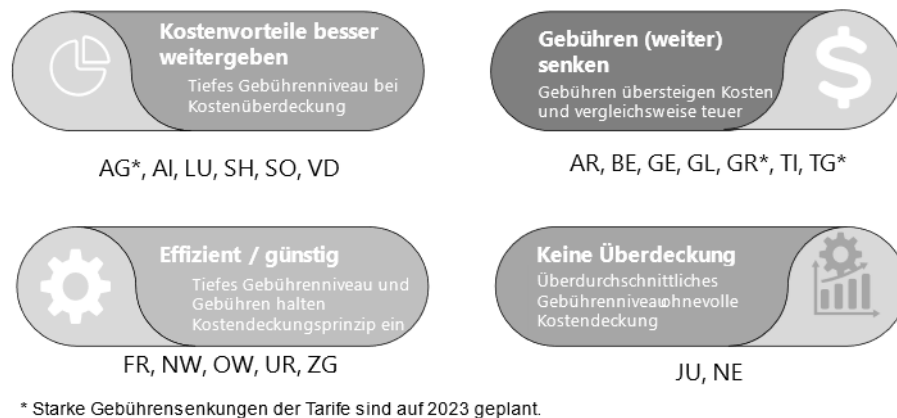 Kostenvorteile besser
weitergeben
Tiefes Gebührenniveau bei
Kostenüberdeckung
AG*, AI, LU, SH, SO, VD
Gebühren (weiter)
senken
Gebühren übersteigen Kosten
und vergleichsweise teuer
$
AR, BE, GE, GL, GR*, TI, TG*
Effizient / günstig
Tiefes Gebührenniveau und
Gebühren halten
Kostendeckungsprinzip ein
FR, NW, OW, UR, ZG
Keine Überdeckung
Überdurchschnittliches
Gebührenniveauohnevolle
Kostendeckung
JU, NE
* Starke Gebührensenkungen der Tarife sind auf 2023 geplant.